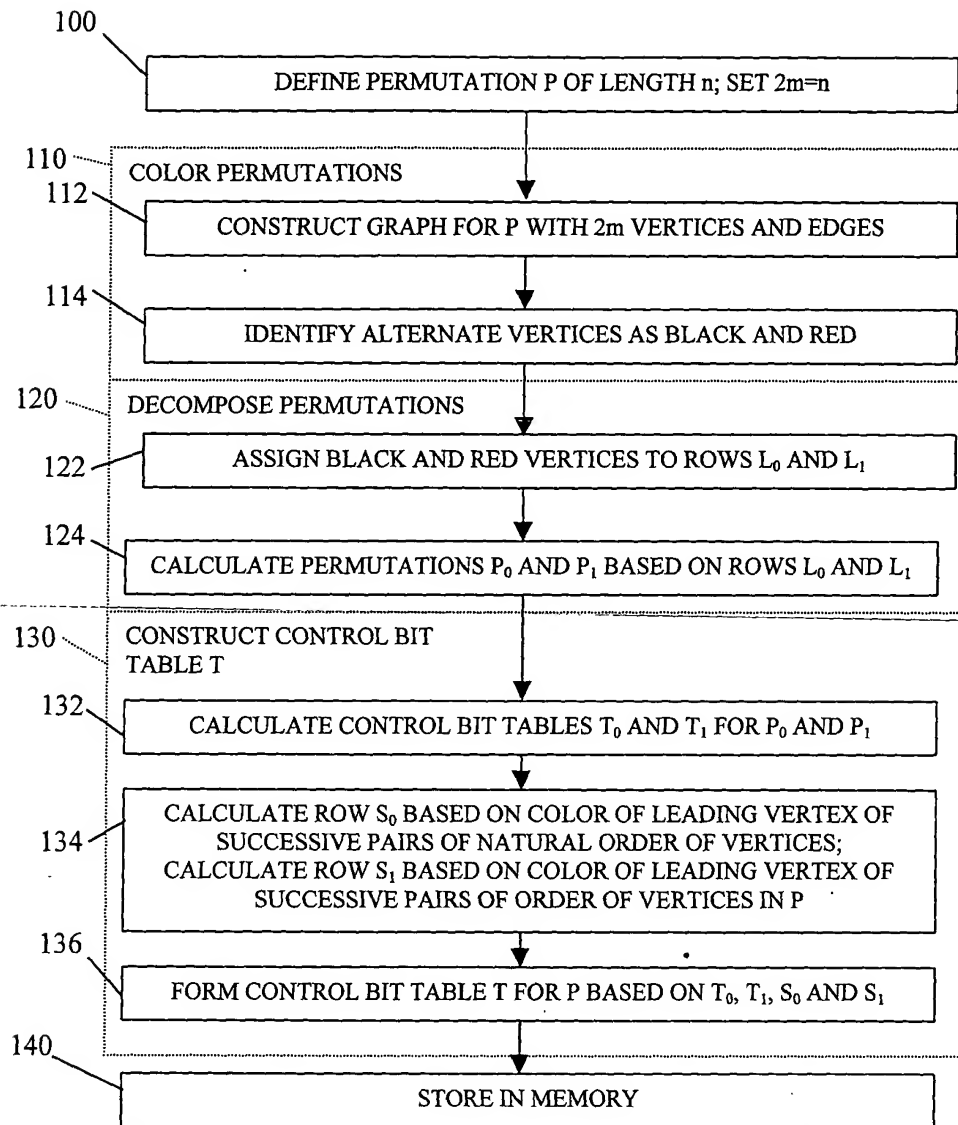 100
DEFINE PERMUTATION P OF LENGTH n; SET 2m=n
110
COLOR PERMUTATIONS
112
CONSTRUCT GRAPH FOR P WITH 2m VERTICES AND EDGES
114
IDENTIFY ALTERNATE VERTICES AS BLACK AND RED
120
DECOMPOSE PERMUTATIONS
122
ASSIGN BLACK AND RED VERTICES TO ROWS L₀ AND L₁
124
CALCULATE PERMUTATIONS P₀ AND P₁ BASED ON ROWS L₀ AND L₁
130
CONSTRUCT CONTROL BIT
TABLE T
132
CALCULATE CONTROL BIT TABLES T₀ AND T₁ FOR P₀ AND P₁
134
CALCULATE ROW S₀ BASED ON COLOR OF LEADING VERTEX OF
SUCCESSIVE PAIRS OF NATURAL ORDER OF VERTICES;
CALCULATE ROW S₁ BASED ON COLOR OF LEADING VERTEX OF
SUCCESSIVE PAIRS OF ORDER OF VERTICES IN P
136
FORM CONTROL BIT TABLE T FOR P BASED ON T₀, T₁, S₀ AND S₁
140
STORE IN MEMORY